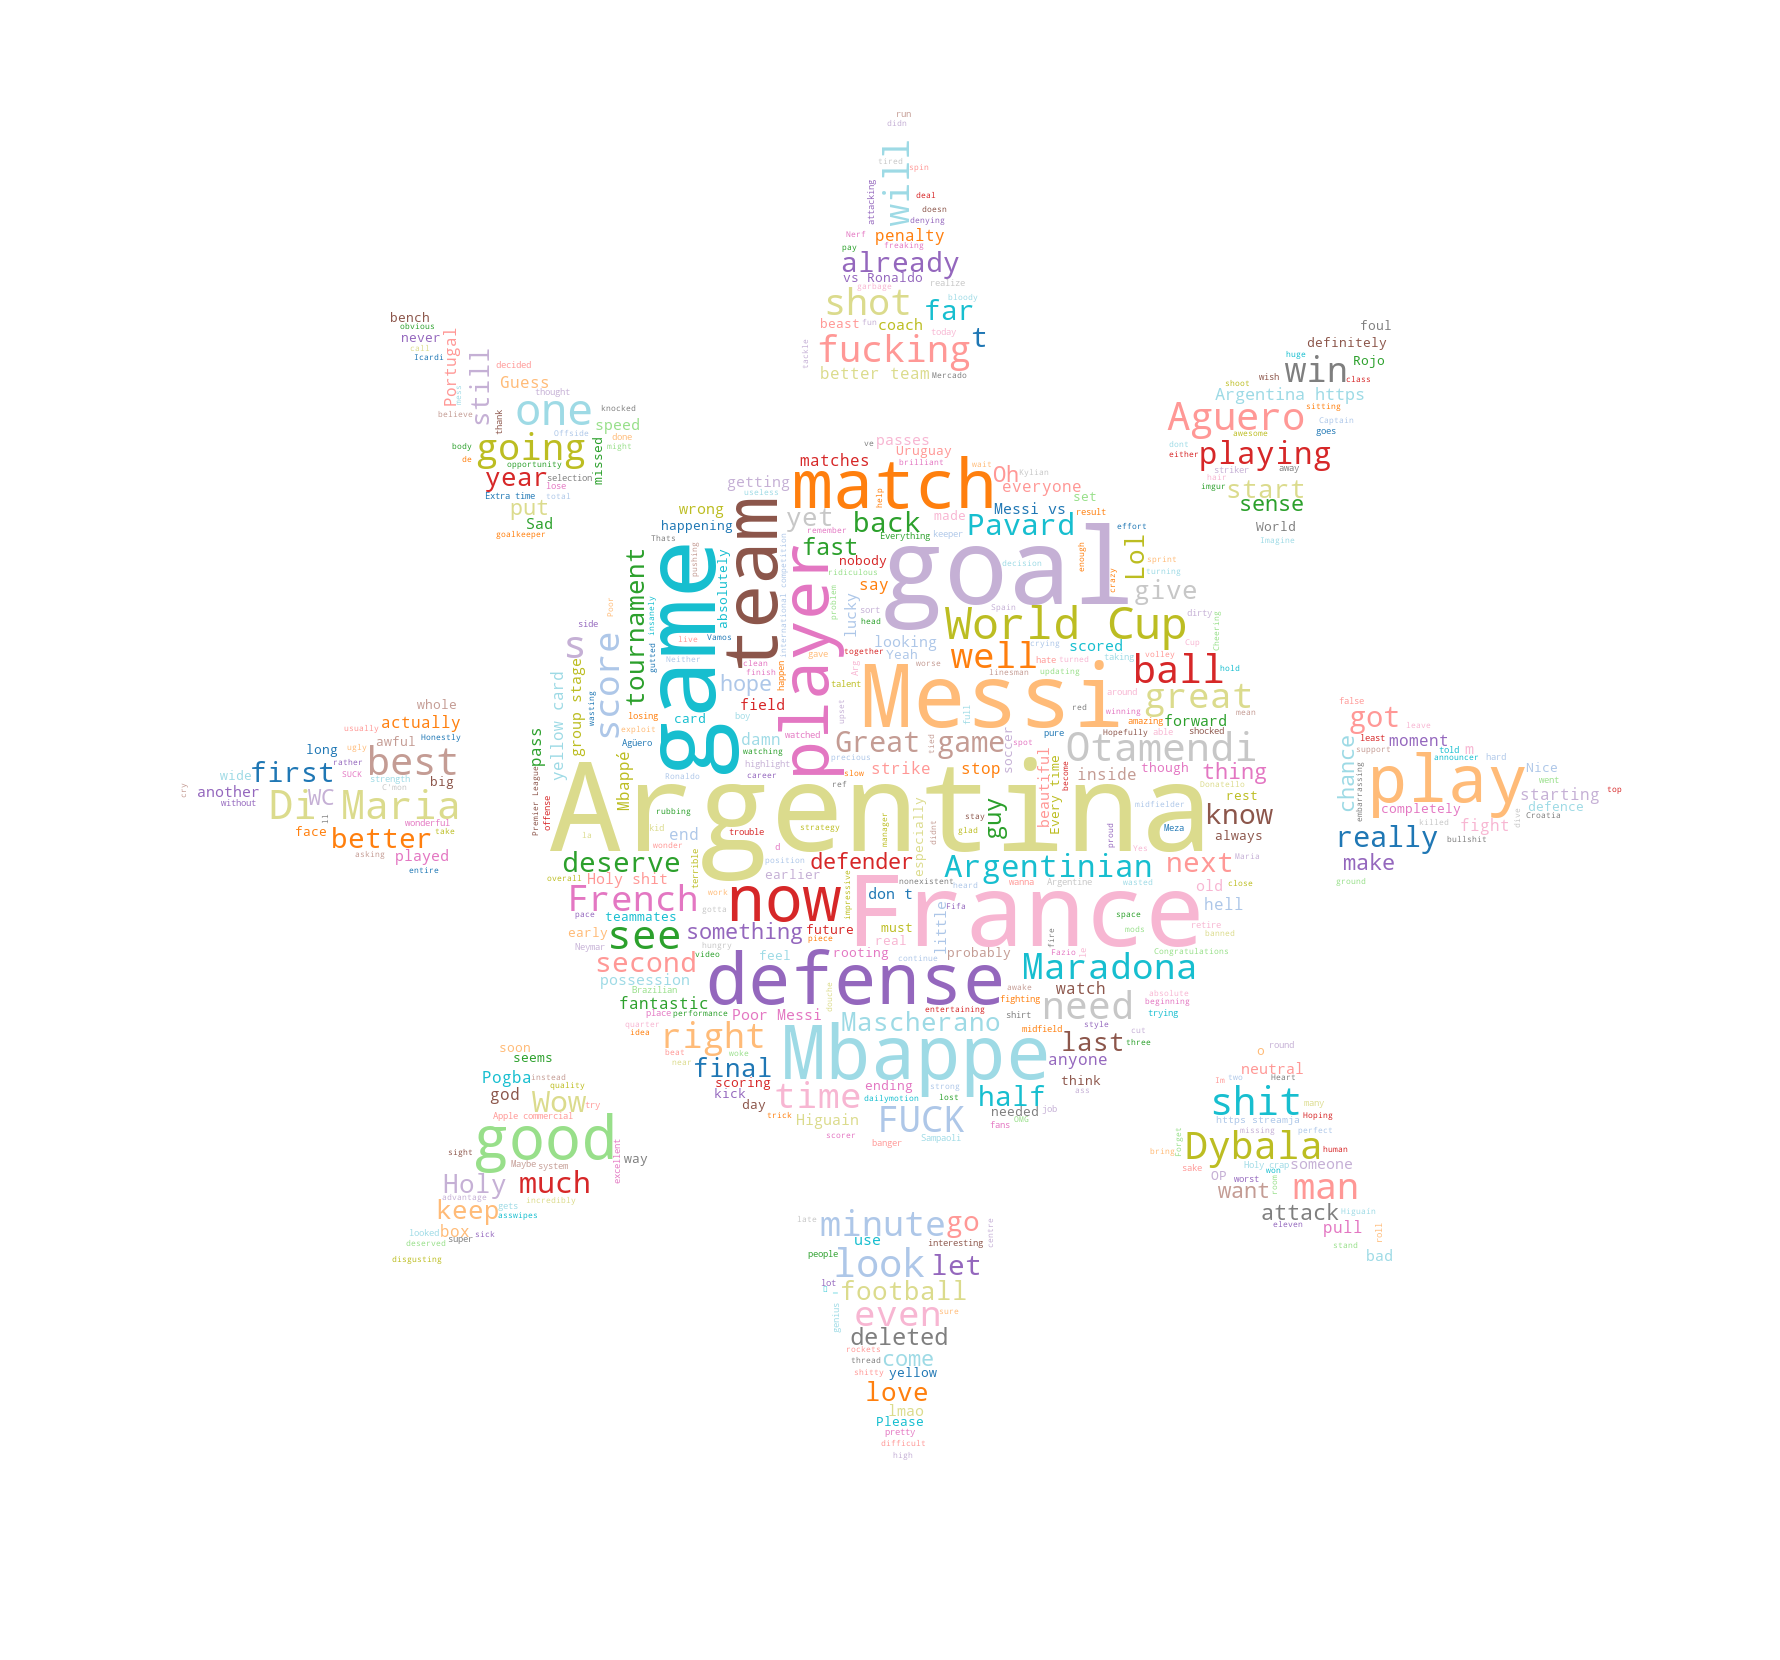 run
didn
will
tired
spin
attacking
deal
doesn
denying
Nerf
penalty
freaking
pay
already
vs Ronaldo
garbage
realize
bloody
shot
far
beast
fun
coach
today
t
fucking
tackle
better team
Mercado
bench
obvious
never
call
Icardi
Portugal
mess
believe
still
decided
Guess
thought
one
knocked
thank
Offside
speed
body
going
done
might
missed
de
opportunity
year
selection
lose
Extra time
total
put
Sad
goalkeeper
foul
definitely
huge
Rojo
win
wish
class
shoot
Argentina https
sitting
Aguero
Captain
awesome
goes
dont
either
playing
striker
away
hair
imgur
start
sense
World
Imagine
ve
passes
Uruguay
matches
brilliant
wait
Oh
Kylian
getting
useless
match
help
everyone
set
wrong
happening
Thats
team
yet
remember
back
made
Everything
keeper
Messi vs
Pavard
result
effort
fast
nobody
ridiculous
goal
decision
enough
crazy
Lol
sprint
turning
tournament
game
pushing
absolutely
international competition
player
problem
say
give
Poor
insanely
gutted
Vamos
lucky
sort
head
Spain
World Cup
dirty
Cheering
side
s
score
live
Neither
looking
Yeah
together
well
crying
scored
Cup
clean
finish
gave
Arg
worse
linesman
hate
turned
updating
taking
volley
ball
hold
group stage
yellow card
wasting
hope
happen
talent
Messi
full
around
great
losing
card
boy
field
upset
red
winning
amazing
mean
exploit
Agüero
damn
watched
Great game
tied
spot
soccer
pure
Hopefully
forward
able
shocked
pass
Mbappé
highlight
precious
Otamendi
Ronaldo
career
slow
ref
strike
stop
beautiful
Every time
become
inside
though
thing
Donatello
Premier League
offense
rubbing
Argentina
midfielder
rest
la
kid
end
trouble
strategy
manager
especially
didnt
stay
glad
guy
proud
Meza
know
always
wonder
d
Yes
Maria
deserve
terrible
position
defender
Argentinian
next
overall
Holy shit
earlier
impressive
nonexistent
heard
wanna
Argentine
wasted
old
close
French
work
gotta
now
don t
little
Fifa
France
hell
pace
teammates
space
early
see
something
future
must
mods
retire
banned
Neymar
hungry
piece
real
fire
video
feel
rooting
continue
probably
Fazio
le
Congratulations
second
possession
defense
Maradona
Brazilian
douche
awake
watch
absolute
fantastic
fighting
need
beginning
place
performance
Poor Messi
entertaining
shirt
trying
quarter
idea
right
Mascherano
midfield
style
cut
last
three
beat
near
woke
final
Mbappe
anyone
scoring
kick
ending
strong
think
ass
day
time
dailymotion
lost
half
needed
job
trick
Higuain
FUCK
fans
OMG
scorer
banger
Sampaoli
whole
usually
actually
Honestly
awful
ugly
long
rather
best
wide
first
SUCK
strength
C'mon
big
cry
another
without
Di Maria
WC
ll
wonderful
take
face
better
asking
played
entire
false
got
leave
least
moment
m
support
told
announcer
hard
chance
Nice
went
play
starting
top
embarrassing
completely
dive
defence
Croatia
killed
fight
really
bullshit
make
ground
soon
seems
Pogba
instead
quality
god
Wow
try
Apple commercial
good
sight
Maybe
system
excellent
way
Holy
much
advantage
incredibly
keep
gets
asswipes
looked
box
sick
deserved
super
disgusting
round
o
neutral
Im
two
Heart
shit
many
https streamja
Hoping
missing
perfect
Forget
Dybala
human
bring
sake
Holy crap
someone
won
OP
worst
room
want
man
attack
Higuain
eleven
pull
roll
stand
bad
late
minute
go
centre
use
interesting
people
look
let
lot
football
genius
even
sure
deleted
rockets
thread
come
shitty
yellow
love
lmao
Please
pretty
difficult
high